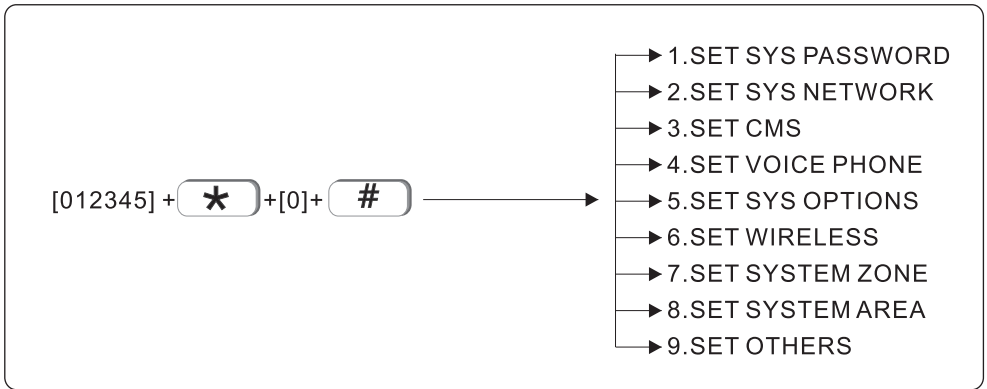 1.SET SYS PASSWORD
2.SET SYS NETWORK
3.SET CMS
4.SET VOICE PHONE
[012345] + * +[0]+ #
5.SET SYS OPTIONS
6.SET WIRELESS
7.SET SYSTEM ZONE
8.SET SYSTEM AREA
9.SET OTHERS